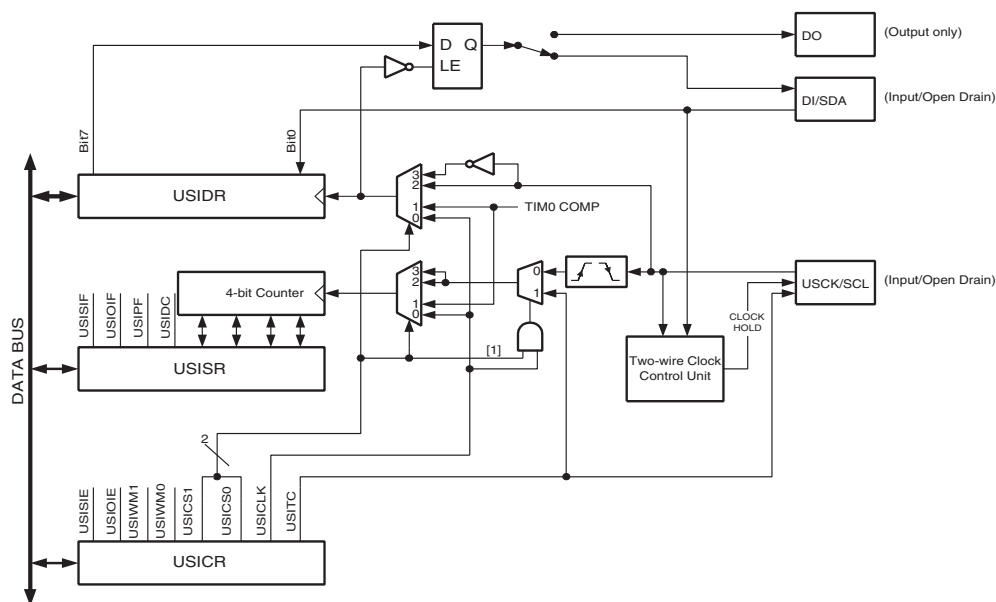 D Q
LE
DO
(Output only)
DI/SDA
(Input/Open Drain)
Bit7
Bit0
USIDR
3
2
1
0
TIM0 COMP
3
2
1
0
0
1
USCK/SCL
(Input/Open Drain)
4-bit Counter
USISIF
USIOIF
USIPF
USIDC
[1]
CLOCK
HOLD
DATA BUS
USISR
Two-wire Clock
Control Unit
2
USISIE
USIOIE
USIWM1
USIWM0
USICS1
USICS0
USICLK
USITC
USICR